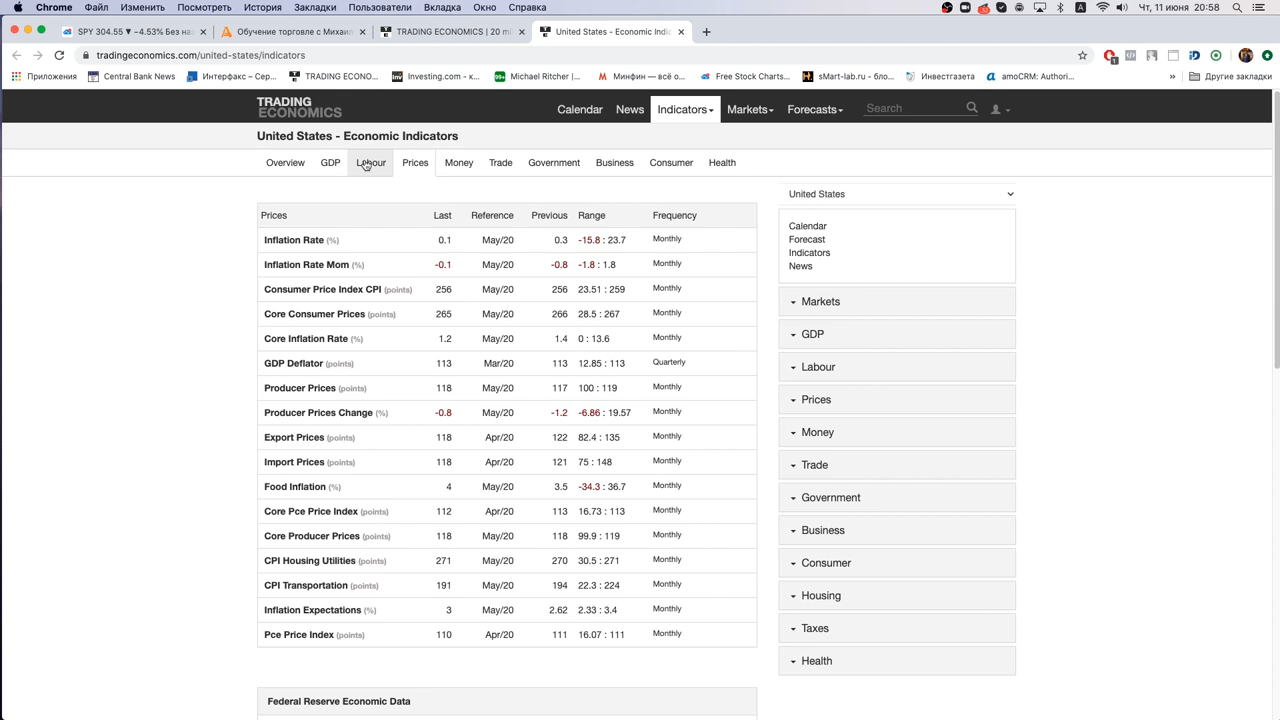 Chrome Файл Изменить Посмотреть История Закладки Пользователи Вкладка Окно Справка A Чт, 11 июня 20:58
SPY 304.55 ▼ −4.53% Без на Обучение торговле с Михаил TRADING ECONOMICS | 20 mi United States - Economic Indic
tradingeconomics.com/united-states/indicators
Приложения Central Bank News Интерфакс – Сер... TRADING ECONO... Investing.com - к... Michael Ritcher |... Минфин — всё о... Free Stock Charts... sMart-lab.ru - бло... Инвестгазета amoCRM: Authori... » Другие закладки
TRADING
ECONOMICS
Calendar News Indicators Markets Forecasts Search
United States - Economic Indicators
Overview GDP Labour Prices Money Trade Government Business Consumer Health
United States
Prices Last Reference Previous Range Frequency
Inflation Rate (%) 0.1 May/20 0.3 -15.8 : 23.7 Monthly
Inflation Rate Mom (%) -0.1 May/20 -0.8 -1.8 : 1.8 Monthly
Consumer Price Index CPI (points) 256 May/20 256 23.51 : 259 Monthly
Core Consumer Prices (points) 265 May/20 266 28.5 : 267 Monthly
Core Inflation Rate (%) 1.2 May/20 1.4 0 : 13.6 Monthly
GDP Deflator (points) 113 Mar/20 113 12.85 : 113 Quarterly
Producer Prices (points) 118 May/20 117 100 : 119 Monthly
Producer Prices Change (%) -0.8 May/20 -1.2 -6.86 : 19.57 Monthly
Export Prices (points) 118 Apr/20 122 82.4 : 135 Monthly
Import Prices (points) 118 Apr/20 121 75 : 148 Monthly
Food Inflation (%) 4 May/20 3.5 -34.3 : 36.7 Monthly
Core Pce Price Index (points) 112 Apr/20 113 16.73 : 113 Monthly
Core Producer Prices (points) 118 May/20 118 99.9 : 119 Monthly
CPI Housing Utilities (points) 271 May/20 270 30.5 : 271 Monthly
CPI Transportation (points) 191 May/20 194 22.3 : 224 Monthly
Inflation Expectations (%) 3 May/20 2.62 2.33 : 3.4 Monthly
Pce Price Index (points) 110 Apr/20 111 16.07 : 111 Monthly
Federal Reserve Economic Data
Calendar
Forecast
Indicators
News
Markets
GDP
Labour
Prices
Money
Trade
Government
Business
Consumer
Housing
Taxes
Health